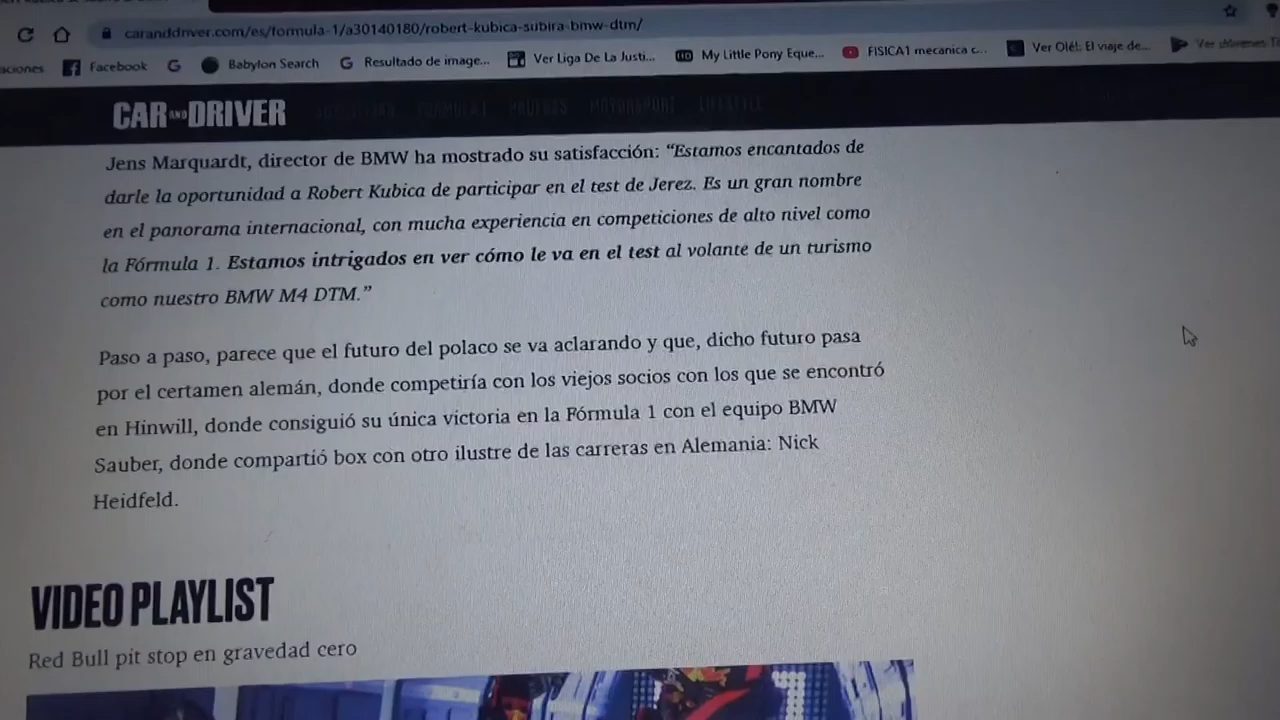 caranddriver.com/es/formula-1/a30140180/robert-kubica-subira-bmw-dtm/
aciones Facebook Babylon Search Resultado de image... Ver Liga De La Justi... My Little Pony Eque... FISICA1 mecanica c... Ver Olé!: El viaje de...
CAR AND DRIVER FORMULA 1 PRUEBAS MOTORSPORT LIFESTYLE
Jens Marquardt, director de BMW ha mostrado su satisfacción: “Estamos encantados de
darle la oportunidad a Robert Kubica de participar en el test de Jerez. Es un gran nombre
en el panorama internacional, con mucha experiencia en competiciones de alto nivel como
la Fórmula 1. Estamos intrigados en ver cómo le va en el test al volante de un turismo
como nuestro BMW M4 DTM.”
Paso a paso, parece que el futuro del polaco se va aclarando y que, dicho futuro pasa
por el certamen alemán, donde competiría con los viejos socios con los que se encontró
en Hinwill, donde consiguió su única victoria en la Fórmula 1 con el equipo BMW
Sauber, donde compartió box con otro ilustre de las carreras en Alemania: Nick
Heidfeld.
VIDEO PLAYLIST
Red Bull pit stop en gravedad cero